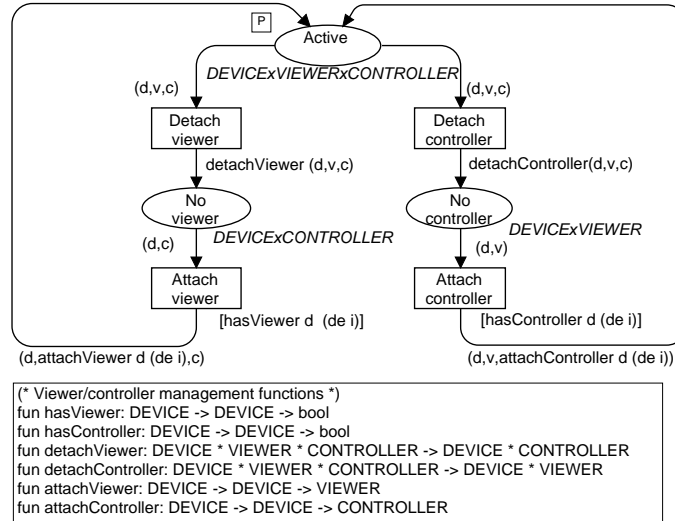 P
Active
DEVICExVIEWERxCONTROLLER
(d,v,c)
(d,v,c)
Detach
viewer
Detach
controller
detachViewer (d,v,c)
detachController(d,v,c)
No
viewer
No
controller
DEVICExCONTROLLER
DEVICExVIEWER
(d,c)
(d,v)
Attach
viewer
Attach
controller
[hasViewer d (de i)]
[hasController d (de i)]
(d,attachViewer d (de i),c)
(d,v,attachController d (de i))
(* Viewer/controller management functions *)
fun hasViewer: DEVICE -> DEVICE -> bool
fun hasController: DEVICE -> DEVICE -> bool
fun detachViewer: DEVICE * VIEWER * CONTROLLER -> DEVICE * CONTROLLER
fun detachController: DEVICE * VIEWER * CONTROLLER -> DEVICE * VIEWER
fun attachViewer: DEVICE -> DEVICE -> VIEWER
fun attachController: DEVICE -> DEVICE -> CONTROLLER